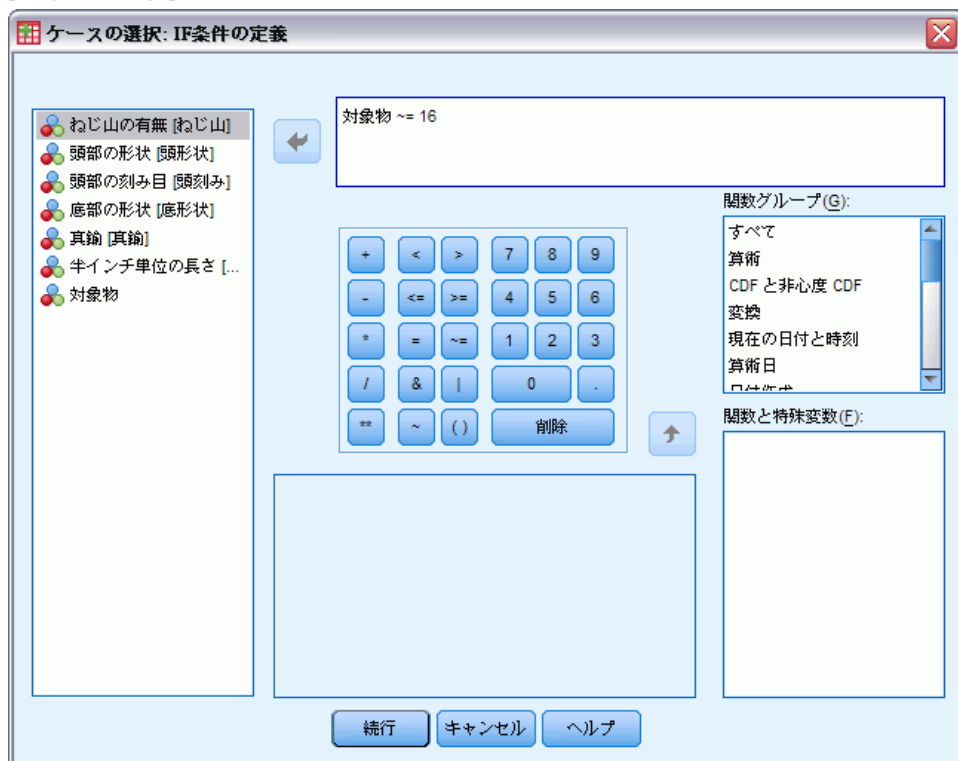 ケースの選択: IF条件の定義
ねじ山の有無 [ねじ山]
頭部の形状 [頭形状]
頭部の刻み目 [頭刻み]
底部の形状 [底形状]
真鍮 [真鍮]
半インチ単位の長さ [...
対象物
対象物 ~= 16
+ < > 7 8 9
- <= >= 4 5 6
* = ~= 1 2 3
/ & | 0 .
** ~ ( ) 削除
関数グループ(G):
すべて
算術
CDF と非心度 CDF
変換
現在の日付と時刻
算術日
日付作成
関数と特殊変数(F):
続行 キャンセル ヘルプ